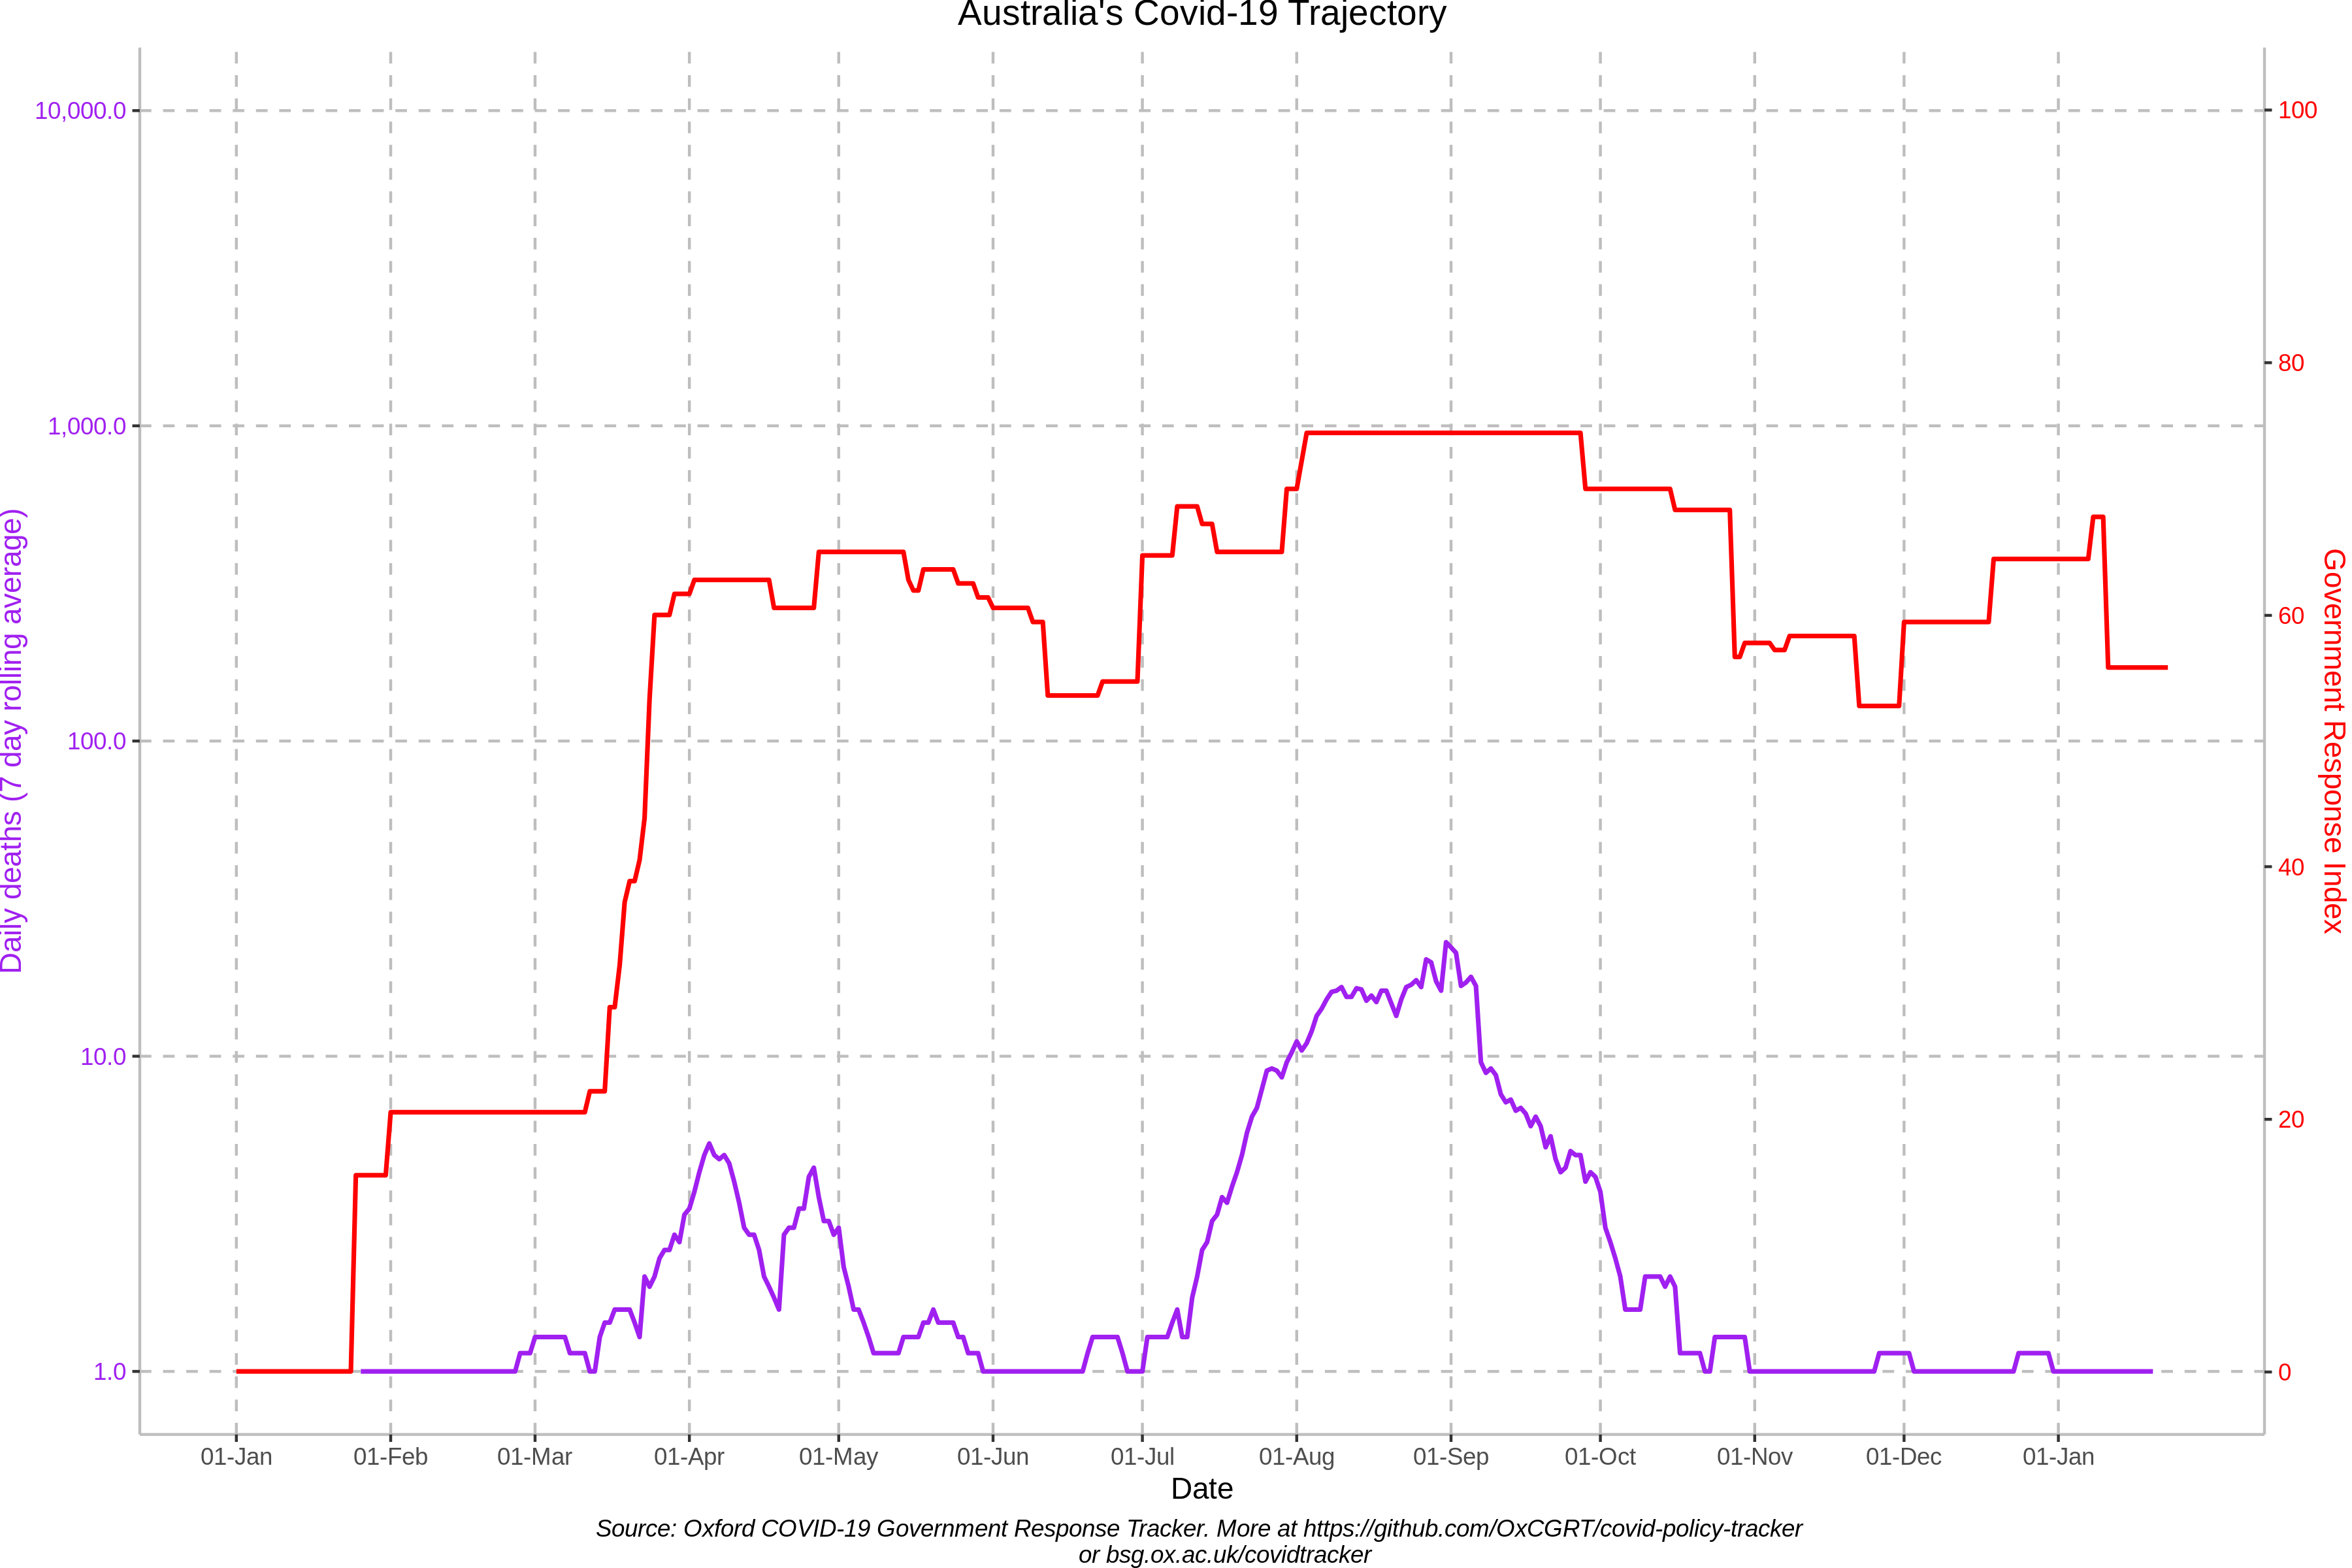 Australia's Covid-19 Trajectory
10,000.0
1,000.0
100.0
10.0
1.0
Daily deaths (7 day rolling average)
100
80
60
40
20
0
Government Response Index
01-Jan
01-Feb
01-Mar
01-Apr
01-May
01-Jun
01-Jul
01-Aug
01-Sep
01-Oct
01-Nov
01-Dec
01-Jan
Date
Source: Oxford COVID-19 Government Response Tracker. More at https://github.com/OxCGRT/covid-policy-tracker
or bsg.ox.ac.uk/covidtracker